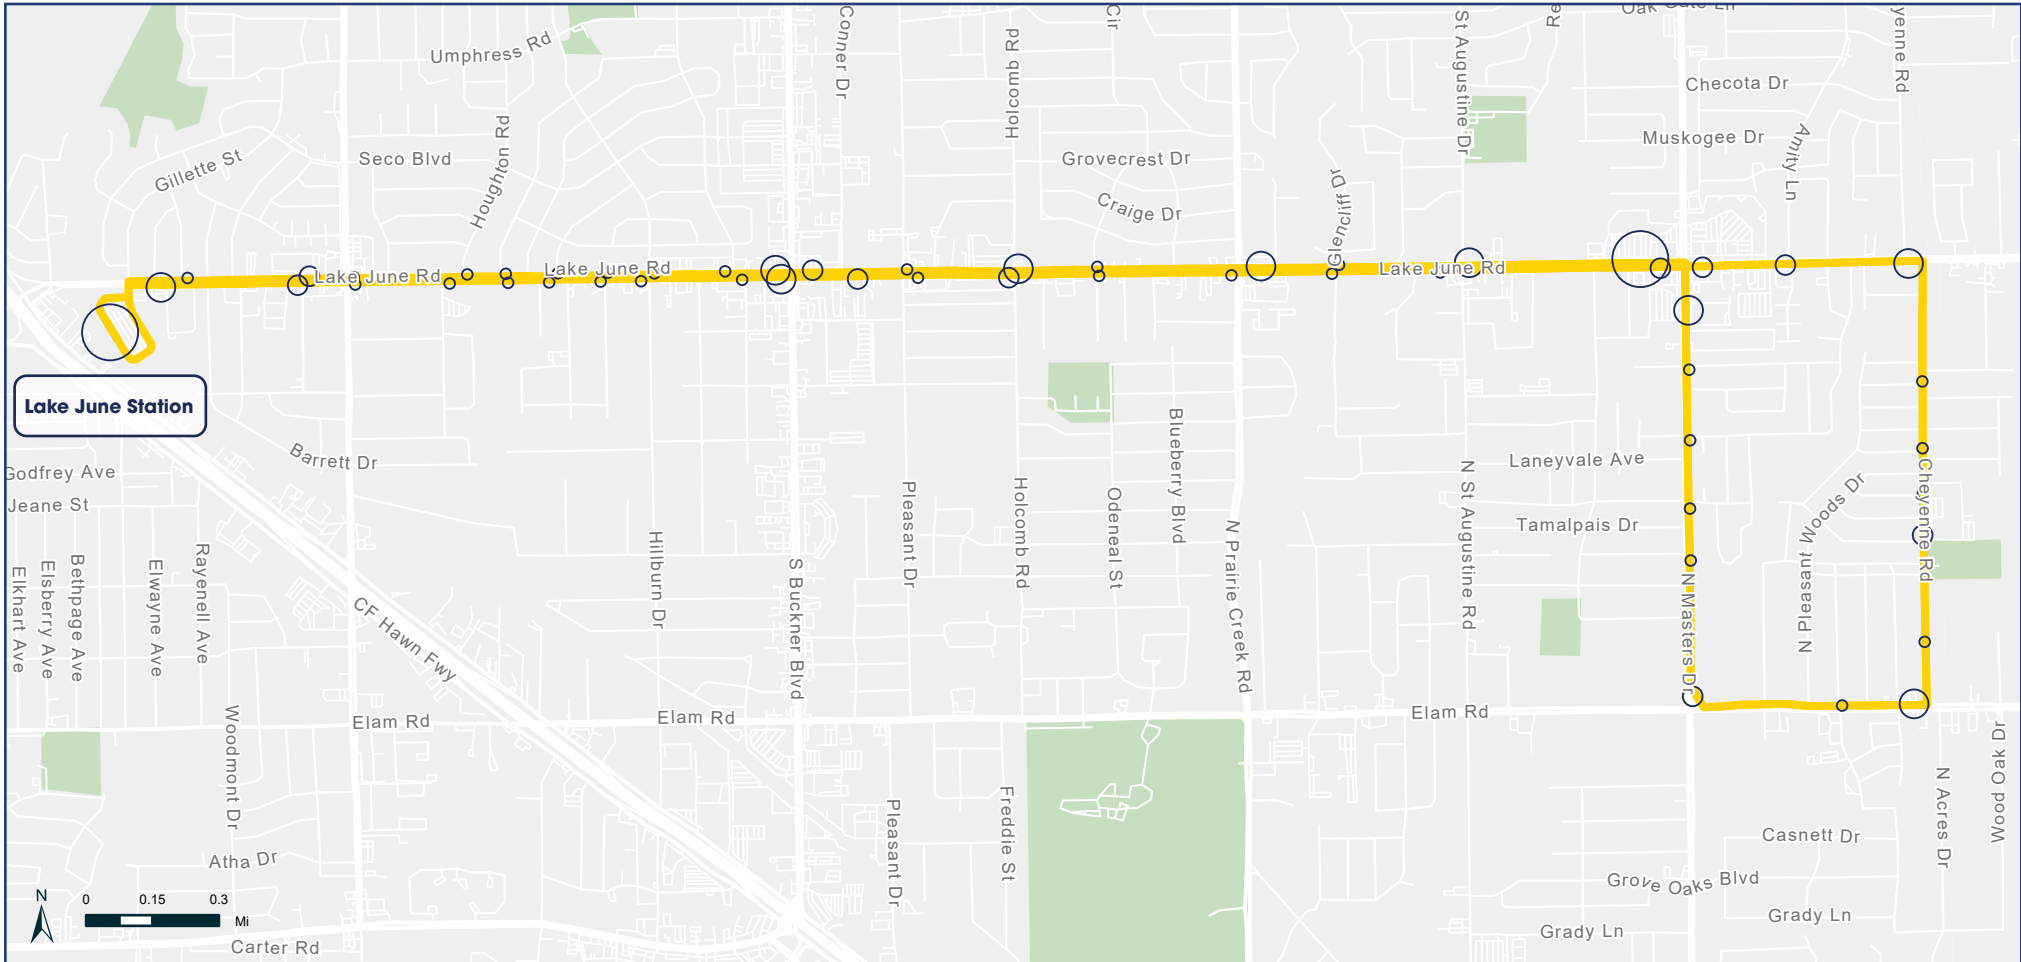 Oak Gate Ln
Re
Cir
Conner Dr
Holcomb Rd
St Augustine Dr
yenne Rd
Umphress Rd
Checota Dr
Muskogee Dr
Amity Ln
Gillette St
Seco Blvd
Houghton Rd
Grovecrest Dr
Craige Dr
Glencliff Dr
Lake June Rd
Lake June Rd
Lake June Rd
Lake June Station
Barrett Dr
Godfrey Ave
Jeane St
Laneyvale Ave
Tamalpais Dr
Pleasant Dr
Holcomb Rd
Odeneal St
Blueberry Blvd
N Prairie Creek Rd
N St Augustine Rd
N Pleasant Woods Dr
Cheyenne Rd
N Masters Dr
Elkhart Ave
Elsberry Ave
Bethpage Ave
Elwayne Ave
Rayenell Ave
Hillburn Dr
S Buckner Blvd
CF Hawn Fwy
Elam Rd
Elam Rd
Elam Rd
Woodmont Dr
Atha Dr
Pleasant Dr
Freddie St
N Acres Dr
Wood Oak Dr
Casnett Dr
Grove Oaks Blvd
Grady Ln
Grady Ln
Carter Rd
N
0 0.15 0.3
Mi